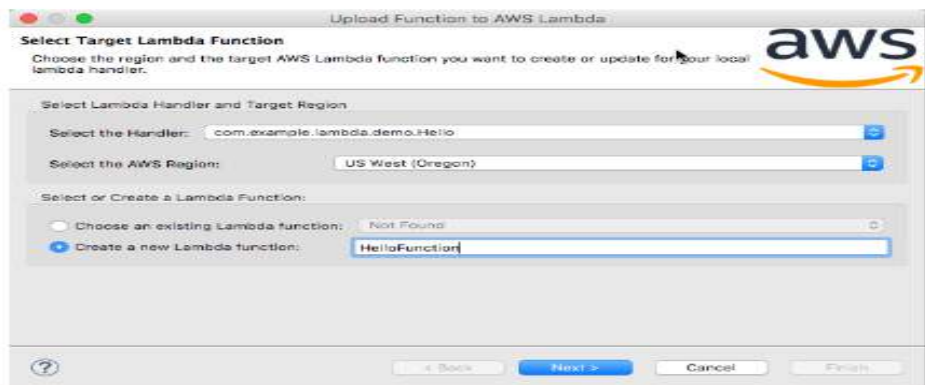 Upload Function to AWS Lambda
Select Target Lambda Function
Choose the region and the target AWS Lambda function you want to create or update for your local
lambda handler.
aws
Select Lambda Handler and Target Region
Select the Handler: com.example.lambda.demo.Hello
Select the AWS Region: US West (Oregon)
Select or Create a Lambda Function:
Choose an existing Lambda function: Not Found
Create a new Lambda function: HelloFunction
? < Back Next > Cancel Finish